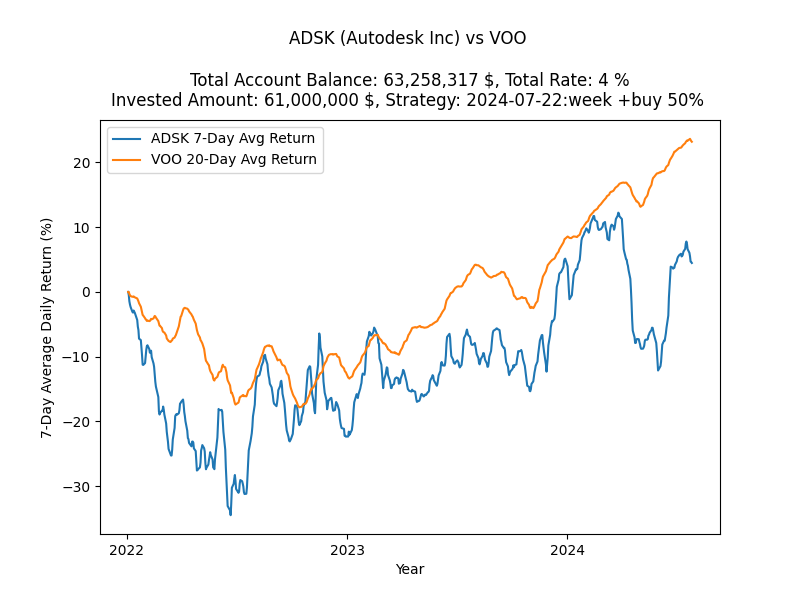 ADSK (Autodesk Inc) vs VOO
Total Account Balance: 63,258,317 $, Total Rate: 4 %
Invested Amount: 61,000,000 $, Strategy: 2024-07-22:week +buy 50%
ADSK 7-Day Avg Return
VOO 20-Day Avg Return
7-Day Average Daily Return (%)
20
10
0
−10
−20
−30
2022
2023
2024
Year